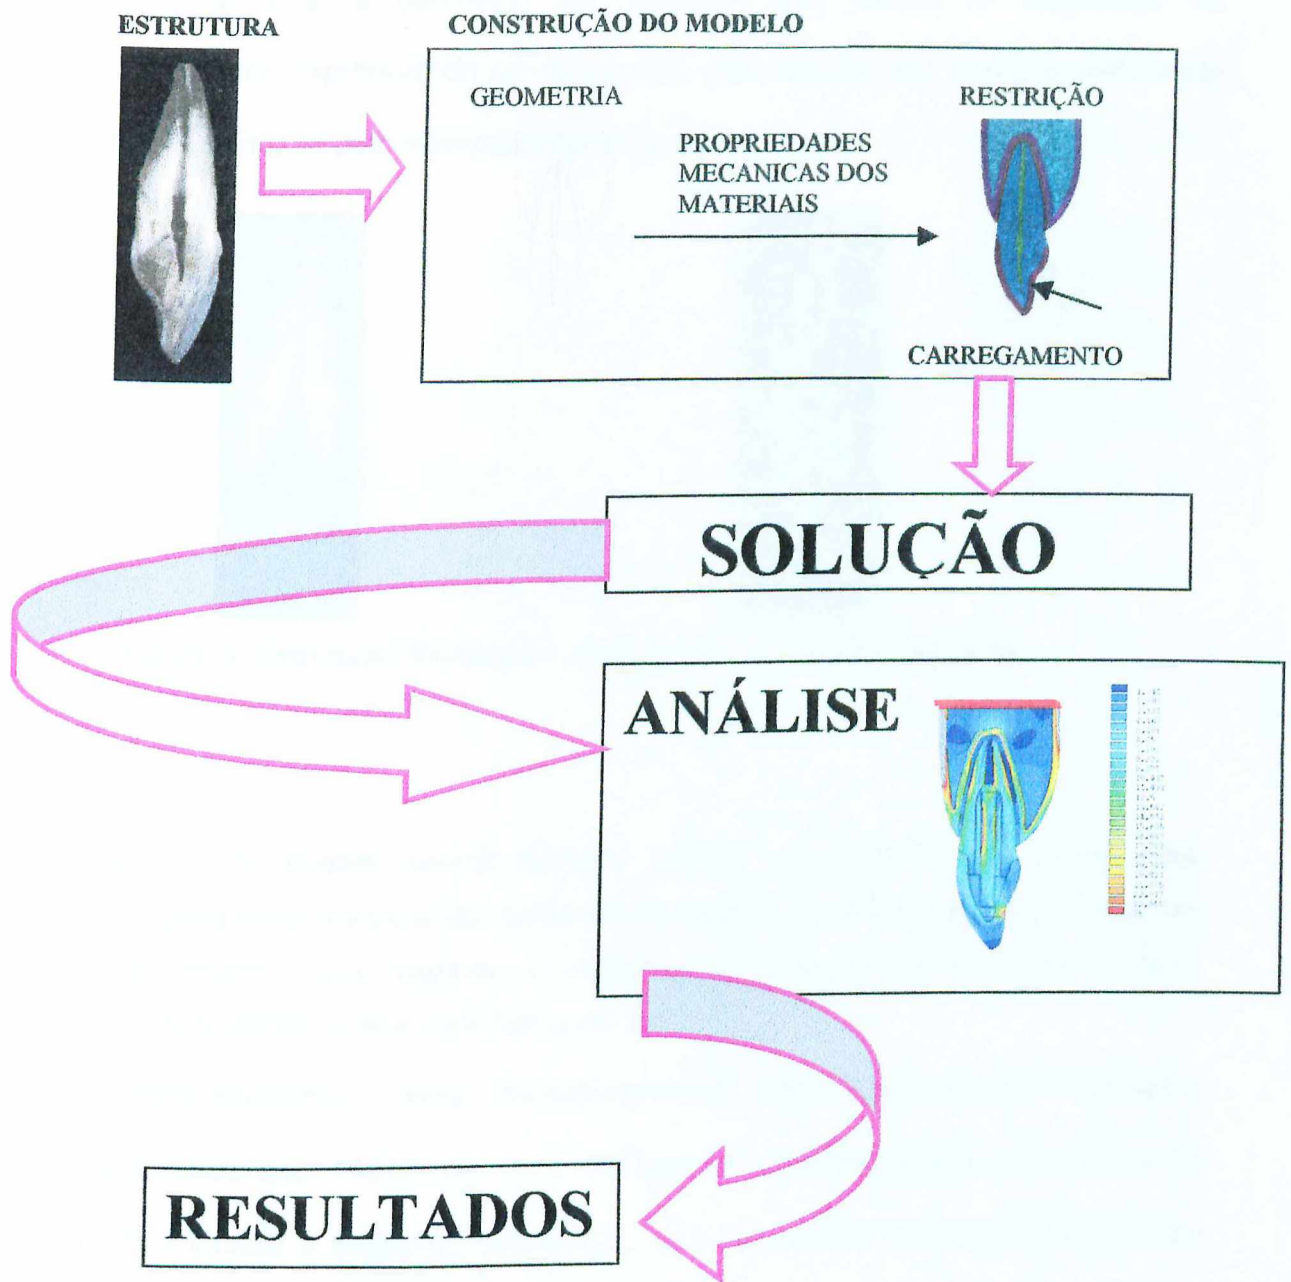 ESTRUTURA
CONSTRUÇÃO DO MODELO
GEOMETRIA
RESTRIÇÃO
PROPRIEDADES
MECANICAS DOS
MATERIAIS
CARREGAMENTO
SOLUÇÃO
ANÁLISE
RESULTADOS